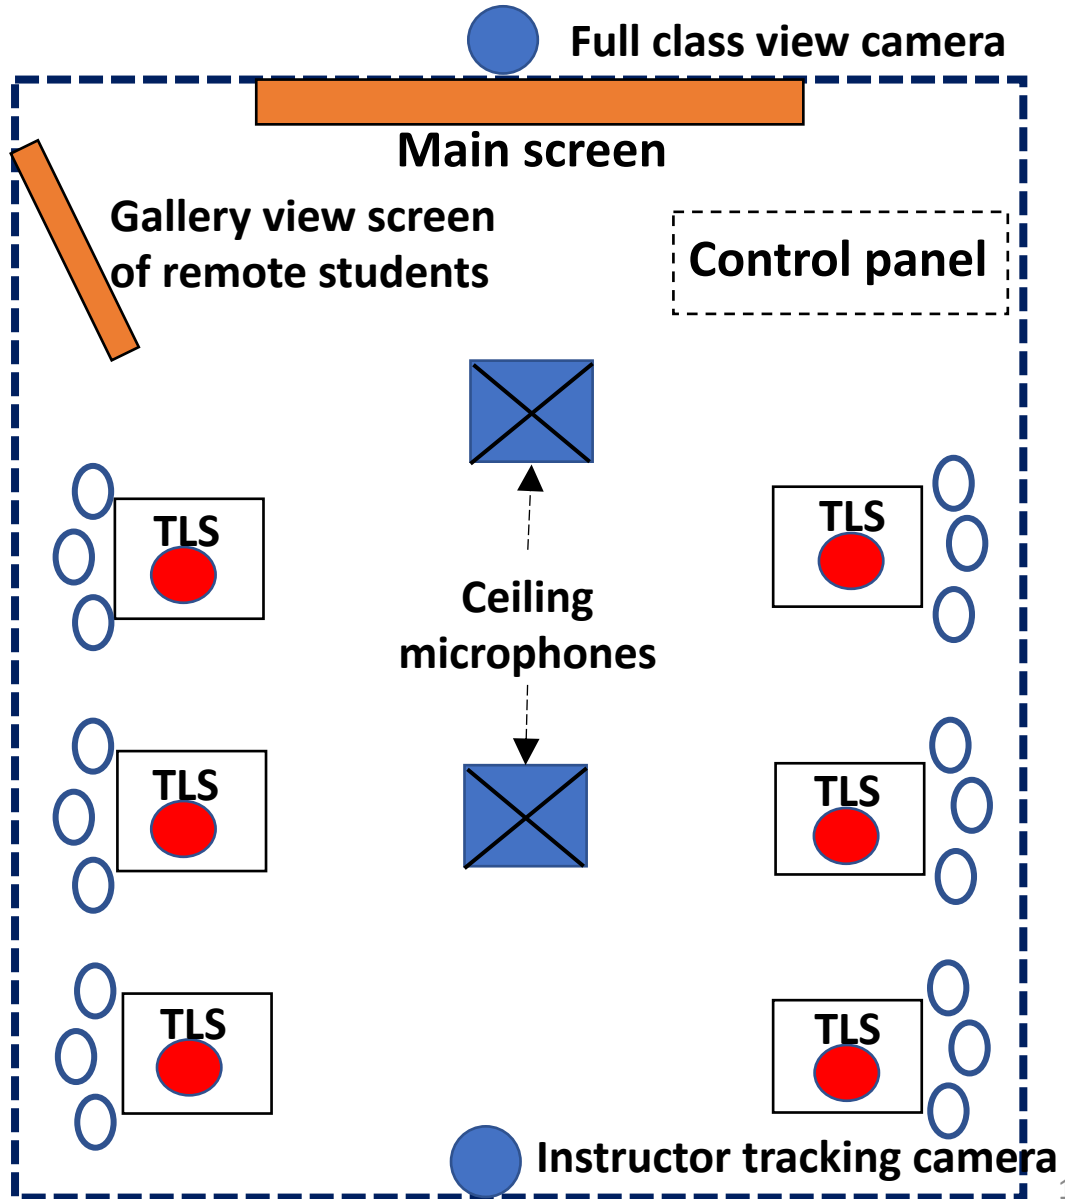 Full class view camera
Main screen
Gallery view screen
of remote students
Control panel
TLS
TLS
Ceiling
microphones
TLS
TLS
TLS
TLS
Instructor tracking camera